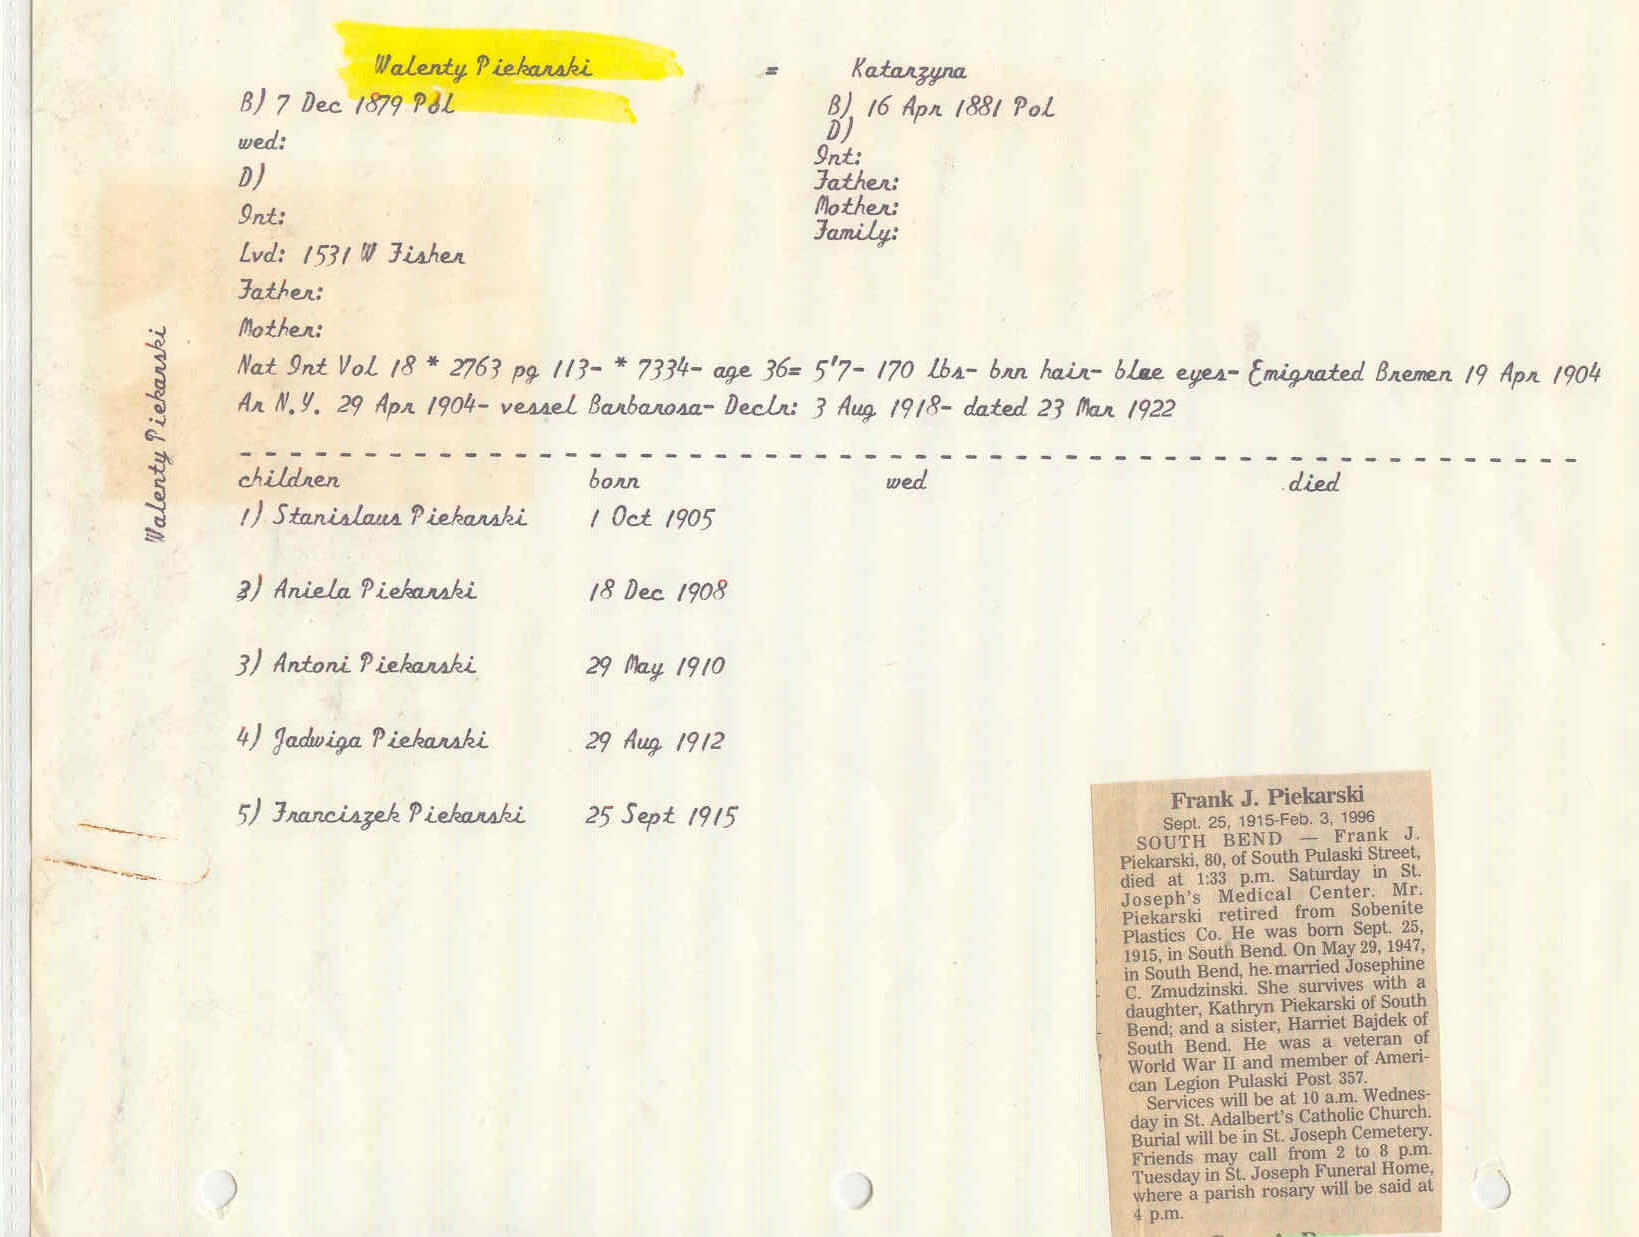 Walenty Piekarski = Katarzyna
B) 7 Dec 1879 Pol
wed:
D)
Int:
Lvd: 1531 W Fisher
Father:
Mother:
B) 16 Apr 1881 Pol
D)
Int:
Father:
Mother:
Family:
Nat Int Vol 18 * 2763 pg 113- * 7334- age 36= 5'7- 170 lbs- brn hair- blue eyes- Emigrated Bremen 19 Apr 1904
Ar N.Y. 29 Apr 1904- vessel Barbarosa- Declr: 3 Aug 1918- dated 23 Mar 1922
Walenty Piekarski
children born wed died
1) Stanislaus Piekarski 1 Oct 1905
3) Aniela Piekarski 18 Dec 1908
3) Antoni Piekarski 29 May 1910
4) Jadwiga Piekarski 29 Aug 1912
5) Franciszek Piekarski 25 Sept 1915
Frank J. Piekarski
Sept. 25, 1915-Feb. 3, 1996
SOUTH BEND — Frank J.
Piekarski, 80, of South Pulaski Street,
died at 1:33 p.m. Saturday in St.
Joseph's Medical Center. Mr.
Piekarski retired from Sobenite
Plastics Co. He was born Sept. 25,
1915, in South Bend. On May 29, 1947,
in South Bend, he married Josephine
C. Zmudzinski. She survives with a
daughter, Kathryn Piekarski of South
Bend; and a sister, Harriet Bajdek of
South Bend. He was a veteran of
World War II and member of Ameri-
can Legion Pulaski Post 357.
Services will be at 10 a.m. Wednes-
day in St. Adalbert's Catholic Church.
Burial will be in St. Joseph Cemetery.
Friends may call from 2 to 8 p.m.
Tuesday in St. Joseph Funeral Home,
where a parish rosary will be said at
4 p.m.